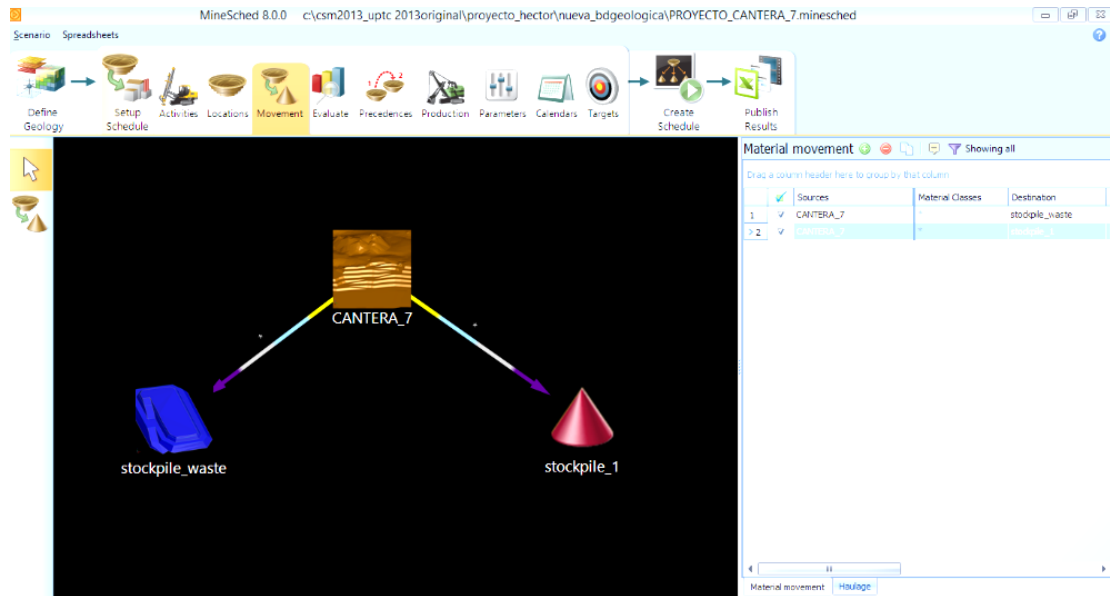 MineSched 8.0.0 c:\csm2013_uptc 2013original\proyecto_hector\nueva_bdgeologica\PROYECTO_CANTERA_7.minesched
Scenario Spreadsheets
Define Geology
Setup Schedule
Activities
Locations
Movement
Evaluate
Precedences
Production
Parameters
Calendars
Targets
Create Schedule
Publish Results
Material movement Showing all
Drag a column header here to group by that column
Sources Material Classes Destination
1 CANTERA_7 * stockpile_waste
> 2 CANTERA_7 * stockpile_1
CANTERA_7
*
*
stockpile_waste
stockpile_1
Material movement Haulage